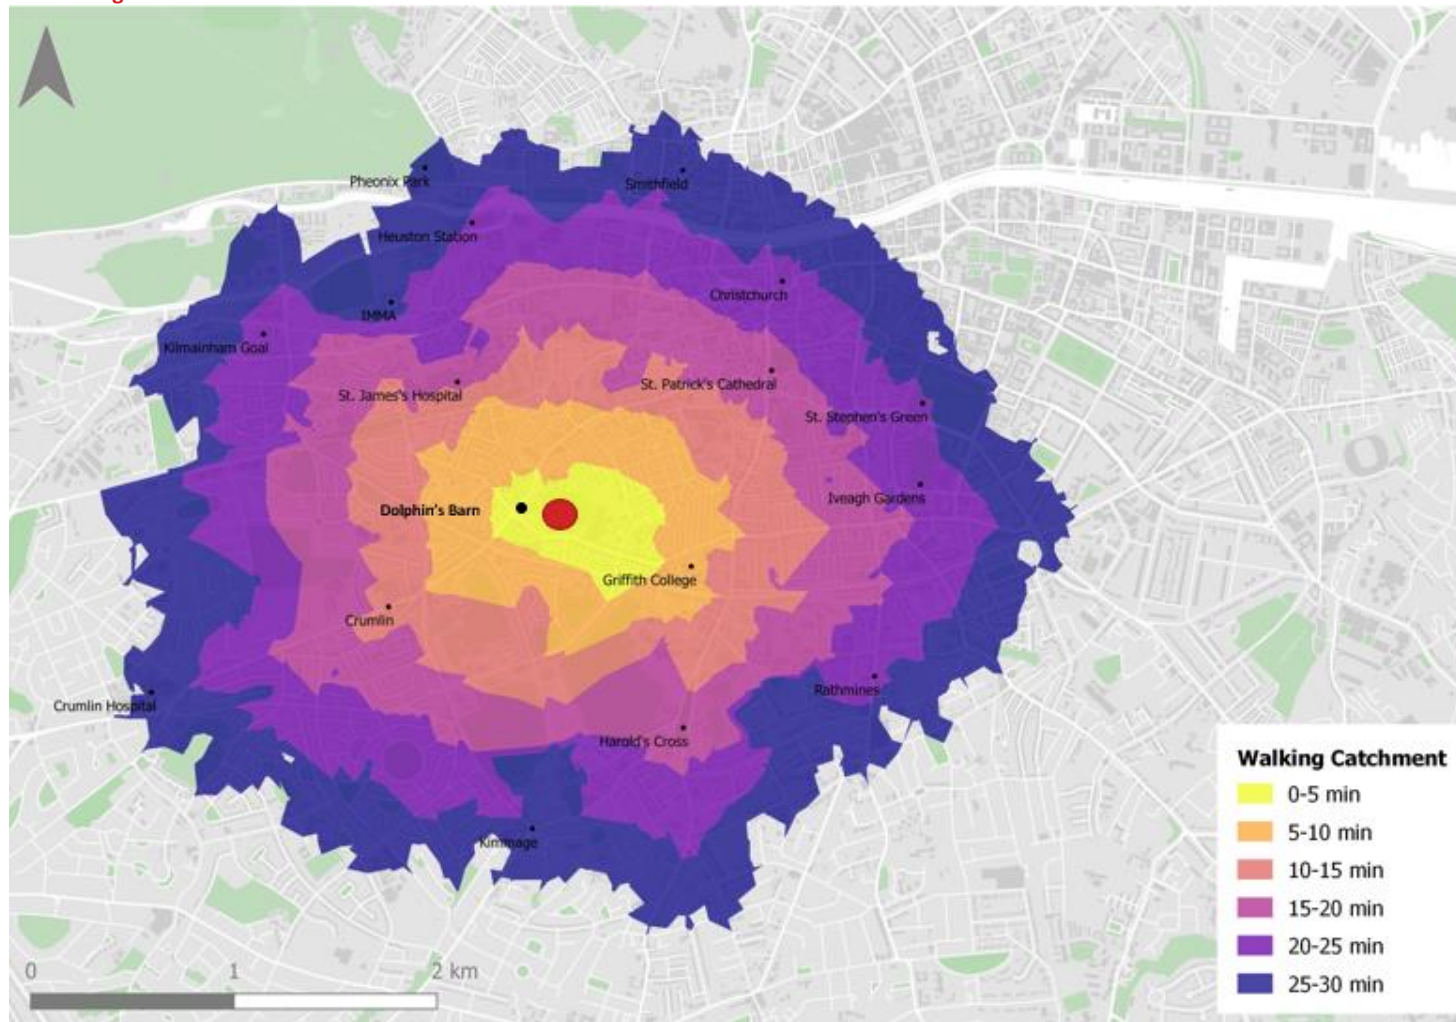 Pheonix Park
Smithfield
Heuston Station
Christchurch
IMMA
Kilmainham Goal
St. James's Hospital
St. Patrick's Cathedral
St. Stephen's Green
Iveagh Gardens
Dolphin's Barn
Griffith College
Crumlin
Rathmines
Crumlin Hospital
Harold's Cross
Kimmage
Walking Catchment
0-5 min
5-10 min
10-15 min
15-20 min
20-25 min
25-30 min
0 1 2 km